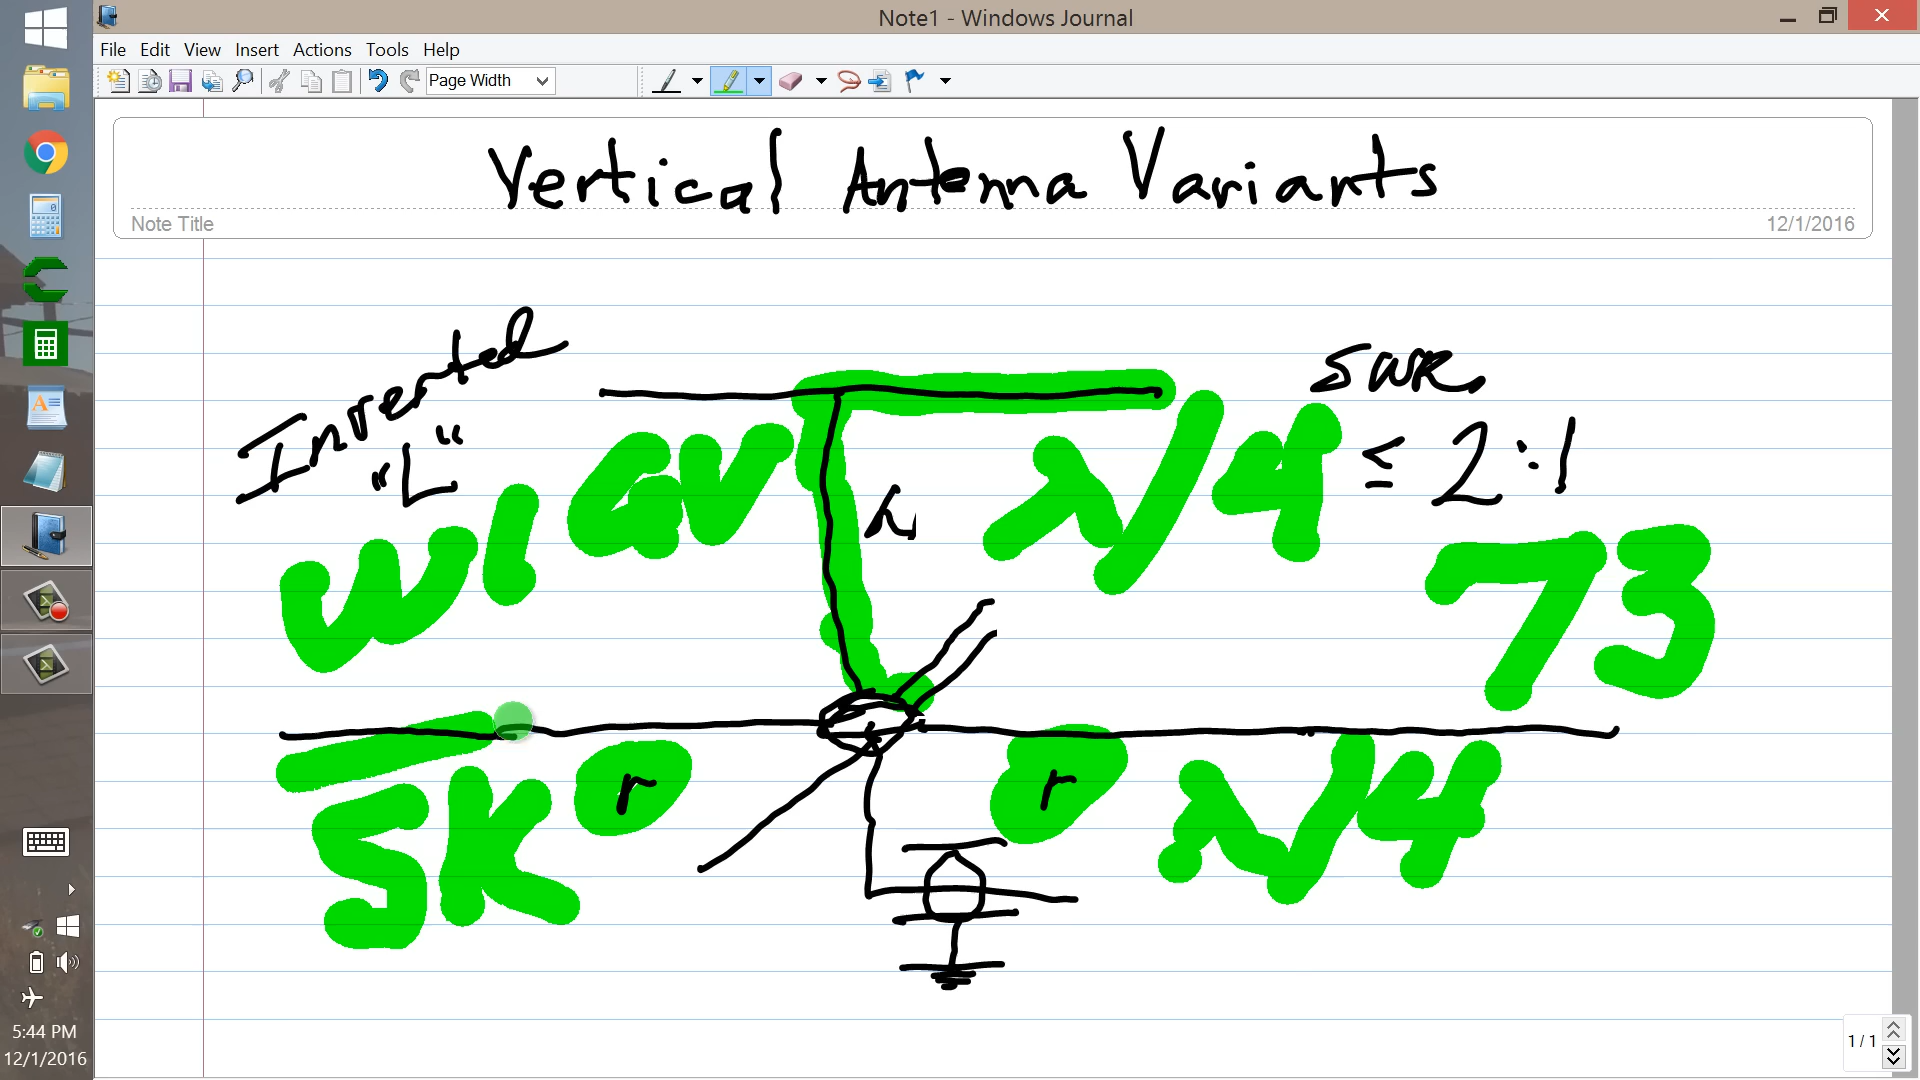 Note1 - Windows Journal
File Edit View Insert Actions Tools Help
Page Width
Vertical Antenna Variants
Note Title
12/1/2016
Inverted
"L"
SWR
≤ 2:1
W1GV
λ/4
73
5K
r
r
λ/4
1 / 1
5:44 PM
12/1/2016